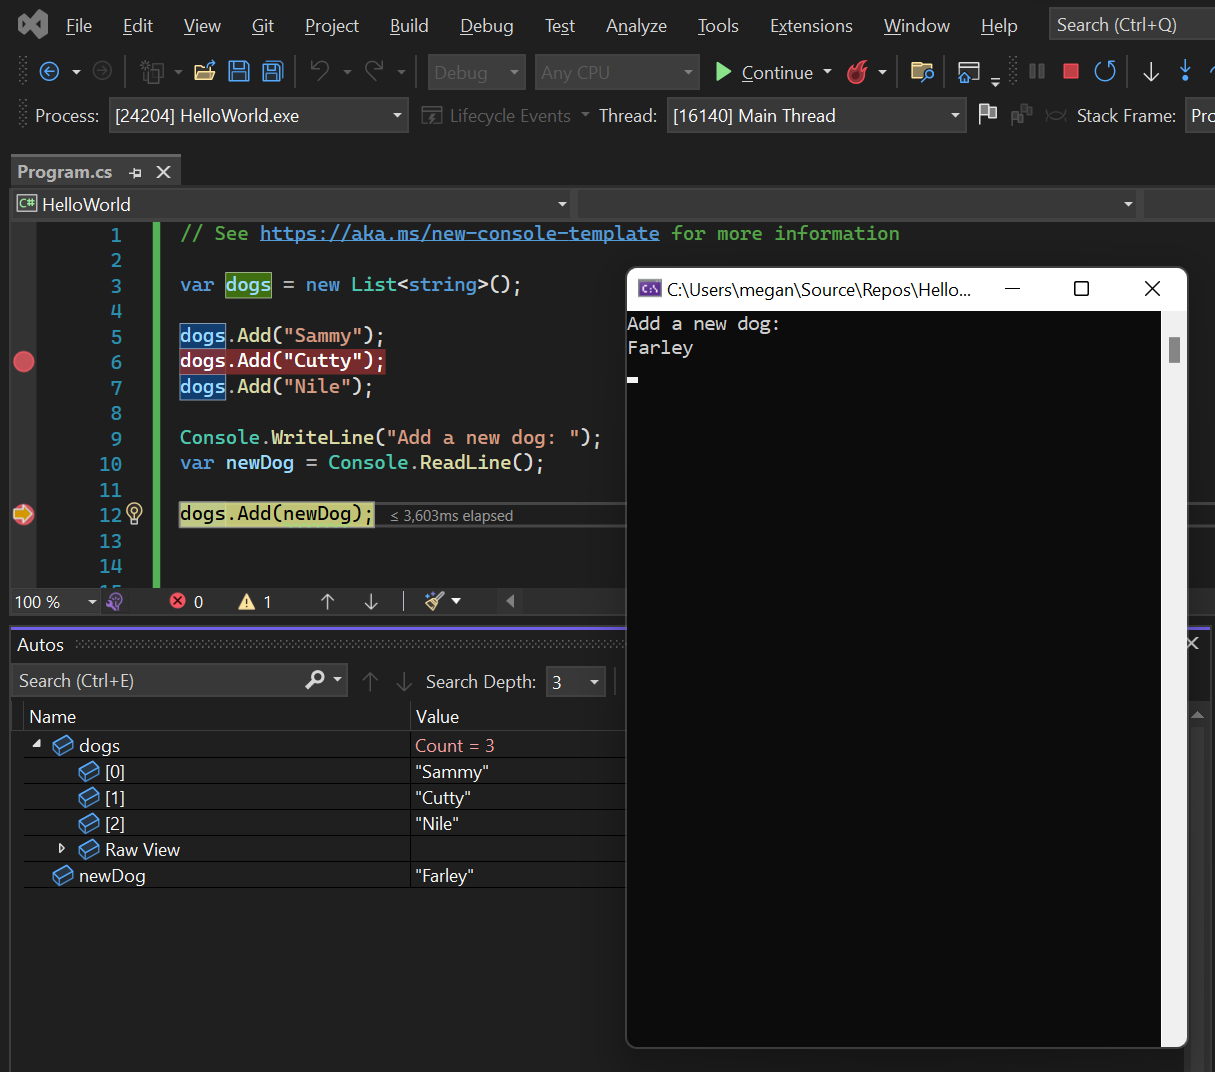 File Edit View Git Project Build Debug Test Analyze Tools Extensions Window Help Search (Ctrl+Q)
Debug Any CPU Continue
Process: [24204] HelloWorld.exe Lifecycle Events Thread: [16140] Main Thread Stack Frame: Pro
Program.cs
C# HelloWorld
1 // See https://aka.ms/new-console-template for more information
2
3 var dogs = new List<string>();
4
5 dogs.Add("Sammy");
6 dogs.Add("Cutty");
7 dogs.Add("Nile");
8
9 Console.WriteLine("Add a new dog: ");
10 var newDog = Console.ReadLine();
11
12 dogs.Add(newDog); ≤ 3,603ms elapsed
13
14
C:\Users\megan\Source\Repos\Hello...
Add a new dog:
Farley
100 % 0 1
Autos
Search (Ctrl+E) Search Depth: 3
Name Value
dogs Count = 3
[0] "Sammy"
[1] "Cutty"
[2] "Nile"
Raw View
newDog "Farley"